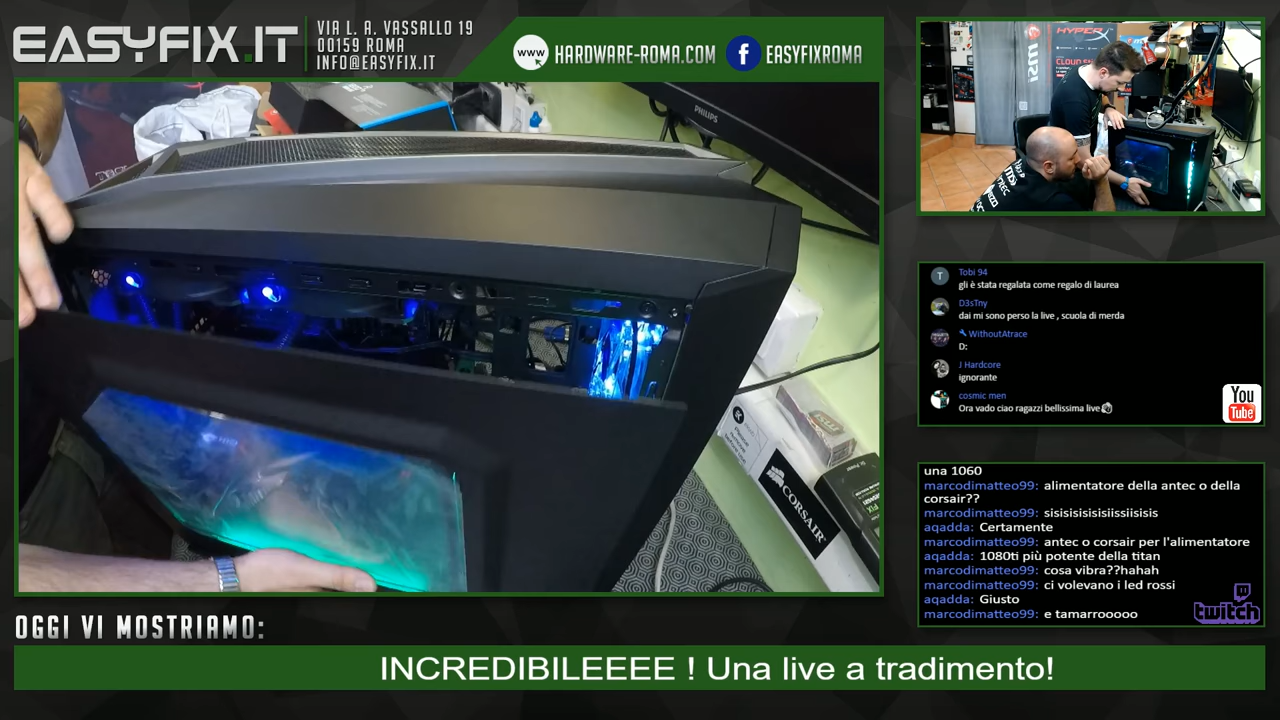 EASYFIX.IT
VIA L. A. VASSALLO 19
00159 ROMA
INFO@EASYFIX.IT
WWW
HARDWARE-ROMA.COM
f
EASYFIXROMA
PHILIPS
CORSAIR
HYPERX
CLOUD
msi
T
Tobi 94
gli è stata regalata come regalo di laurea
D3sTny
dai mi sono perso la live , scuola di merda
WithoutAtrace
D:
J Hardcore
ignorante
cosmic men
Ora vado ciao ragazzi bellissima live
You
Tube
una 1060
marcodimatteo99: alimentatore della antec o della
corsair??
marcodimatteo99: sisisisisisisiissiisisis
aqadda: Certamente
marcodimatteo99: antec o corsair per l'alimentatore
aqadda: 1080ti più potente della titan
marcodimatteo99: cosa vibra??hahah
marcodimatteo99: ci volevano i led rossi
aqadda: Giusto
marcodimatteo99: e tamarrooooo
twitch
OGGI VI MOSTRIAMO:
INCREDIBILEEEE ! Una live a tradimento!